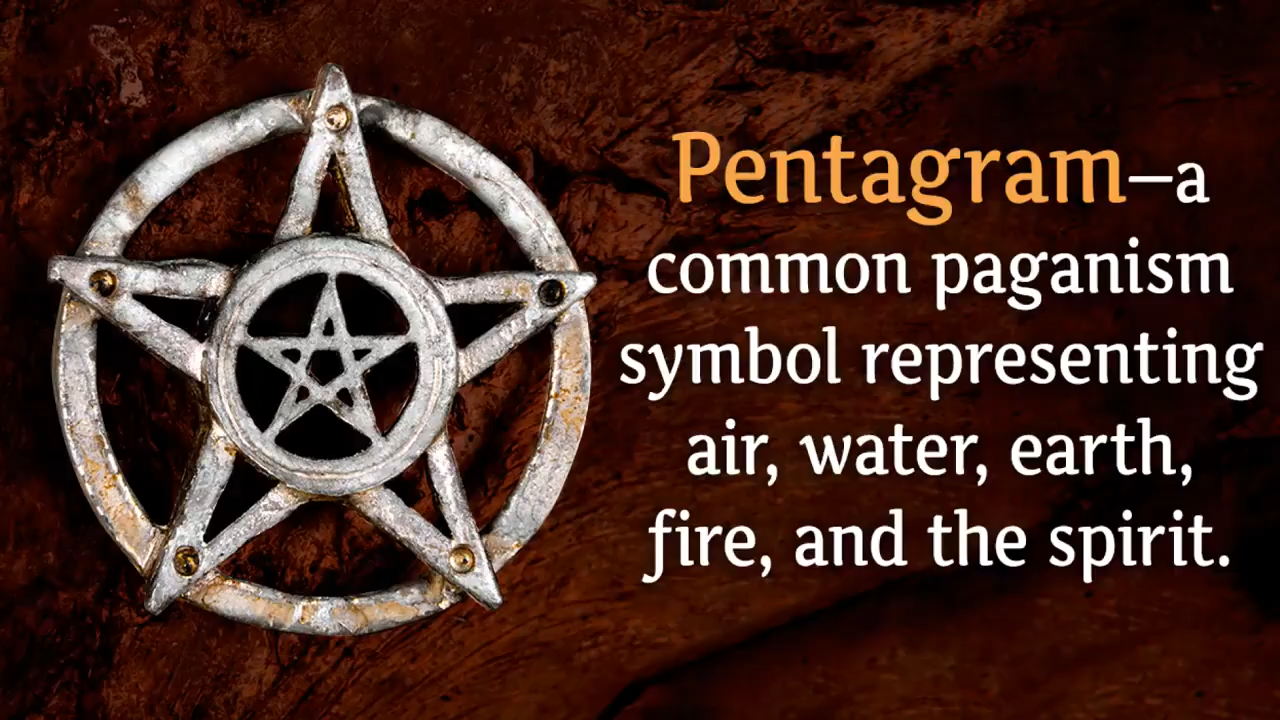 Pentagram–a
common paganism
symbol representing
air, water, earth,
fire, and the spirit.